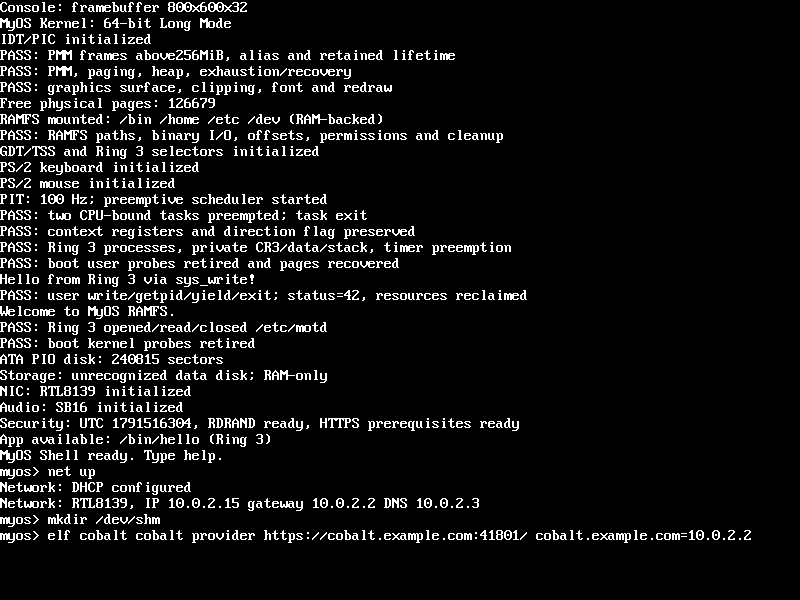 Console: framebuffer 800x600x32
MyOS Kernel: 64-bit Long Mode
IDT/PIC initialized
PASS: PMM frames above256MiB, alias and retained lifetime
PASS: PMM, paging, heap, exhaustion/recovery
PASS: graphics surface, clipping, font and redraw
Free physical pages: 126679
RAMFS mounted: /bin /home /etc /dev (RAM-backed)
PASS: RAMFS paths, binary I/O, offsets, permissions and cleanup
GDT/TSS and Ring 3 selectors initialized
PS/2 keyboard initialized
PS/2 mouse initialized
PIT: 100 Hz; preemptive scheduler started
PASS: two CPU-bound tasks preempted; task exit
PASS: context registers and direction flag preserved
PASS: Ring 3 processes, private CR3/data/stack, timer preemption
PASS: boot user probes retired and pages recovered
Hello from Ring 3 via sys_write!
PASS: user write/getpid/yield/exit; status=42, resources reclaimed
Welcome to MyOS RAMFS.
PASS: Ring 3 opened/read/closed /etc/motd
PASS: boot kernel probes retired
ATA PIO disk: 240815 sectors
Storage: unrecognized data disk; RAM-only
NIC: RTL8139 initialized
Audio: SB16 initialized
Security: UTC 1791516304, RDRAND ready, HTTPS prerequisites ready
App available: /bin/hello (Ring 3)
MyOS Shell ready. Type help.
myos> net up
Network: DHCP configured
Network: RTL8139, IP 10.0.2.15 gateway 10.0.2.2 DNS 10.0.2.3
myos> mkdir /dev/shm
myos> elf cobalt cobalt provider https://cobalt.example.com:41801/ cobalt.example.com=10.0.2.2